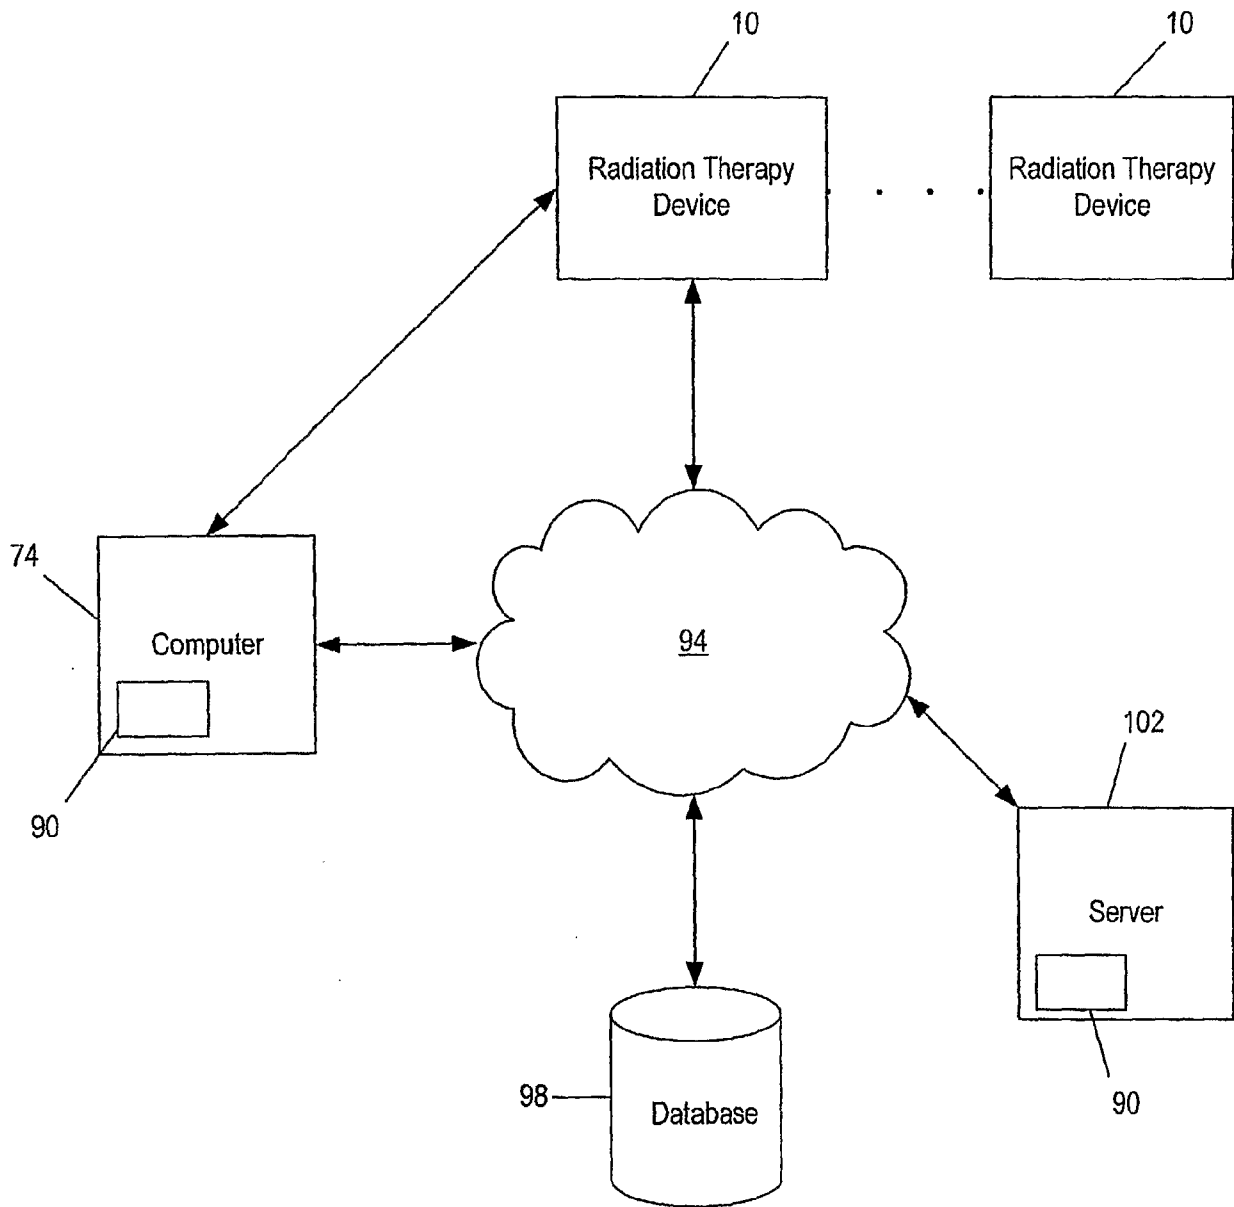 10
10
Radiation Therapy
Device
Radiation Therapy
Device
74
Computer
94
90
102
Server
98
Database
90